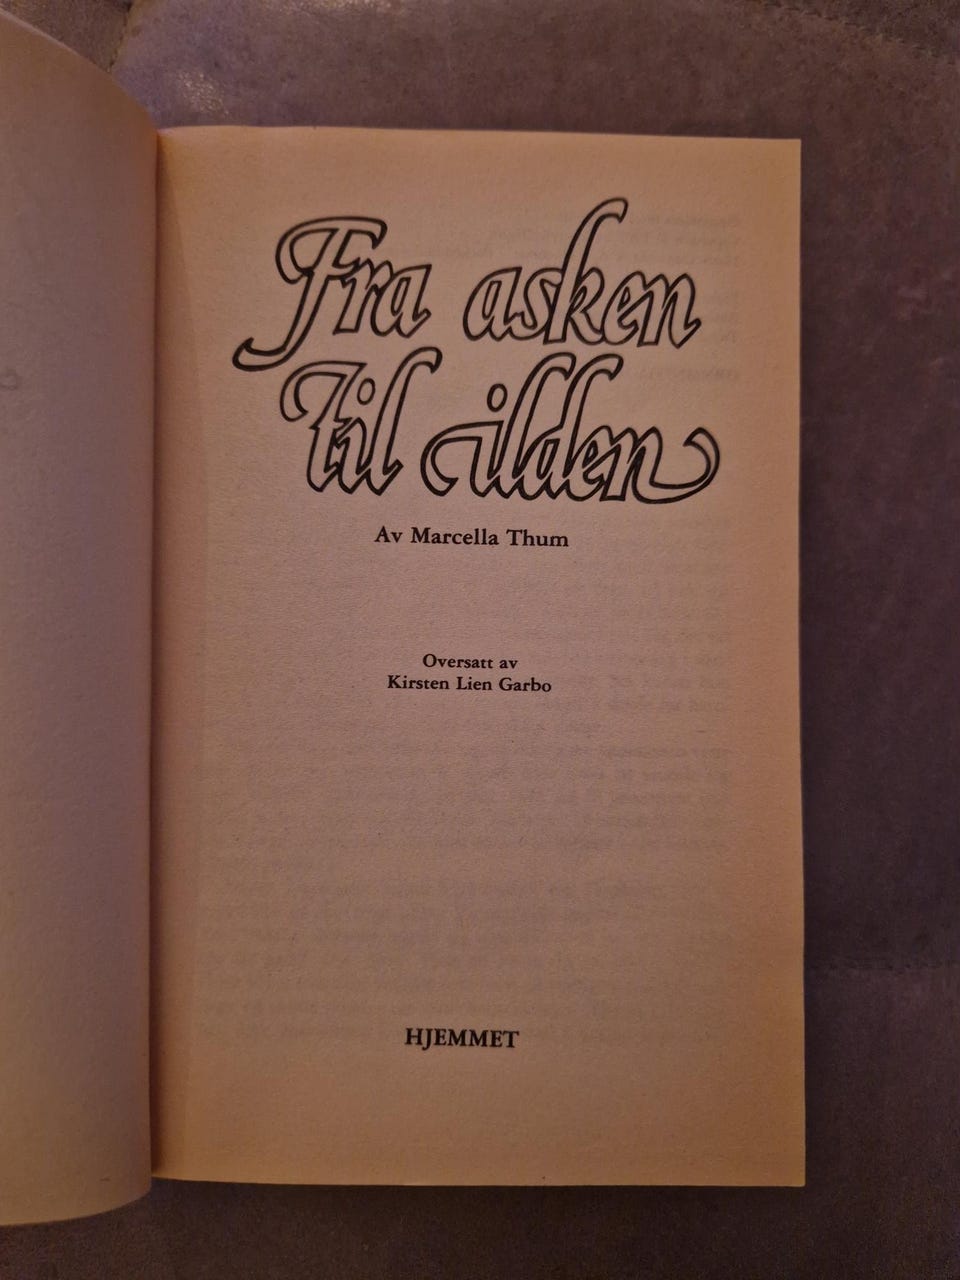 Fra asken
til ilden
Av Marcella Thum
Oversatt av
Kirsten Lien Garbo
HJEMMET